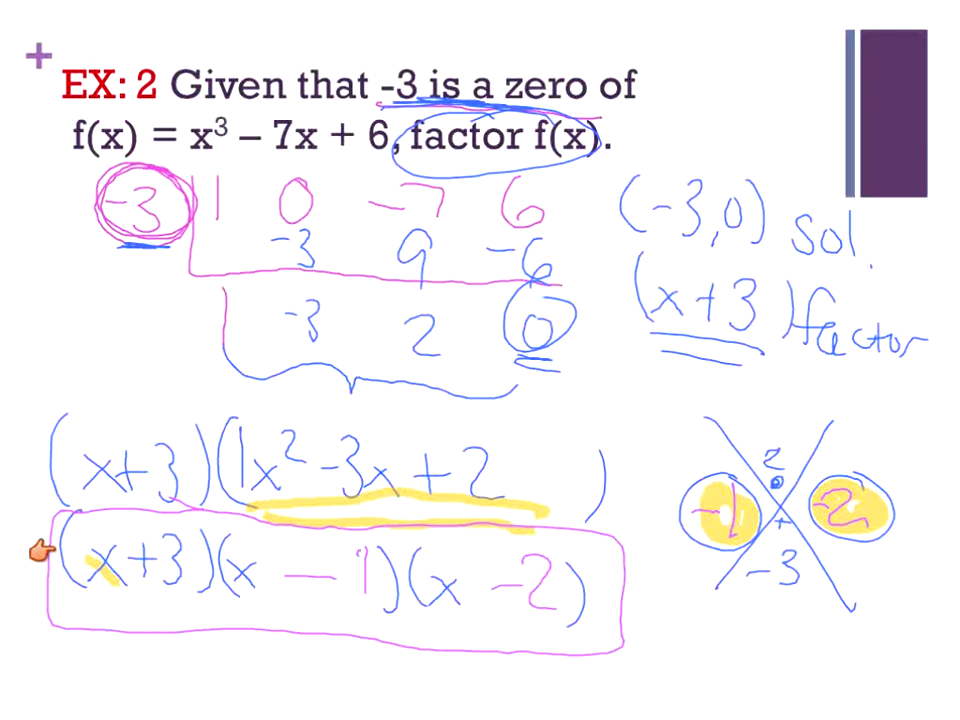 +
EX: 2 Given that -3 is a zero of
f(x) = x³ – 7x + 6, factor f(x).
-3 1 0 -7 6
-3 9 -6
-3 2 0
(-3,0) sol.
(x+3) factor
(x+3)(1x² -3x +2 )
(x+3)(x - 1)(x -2)
2
•
-1 -2
+
-3